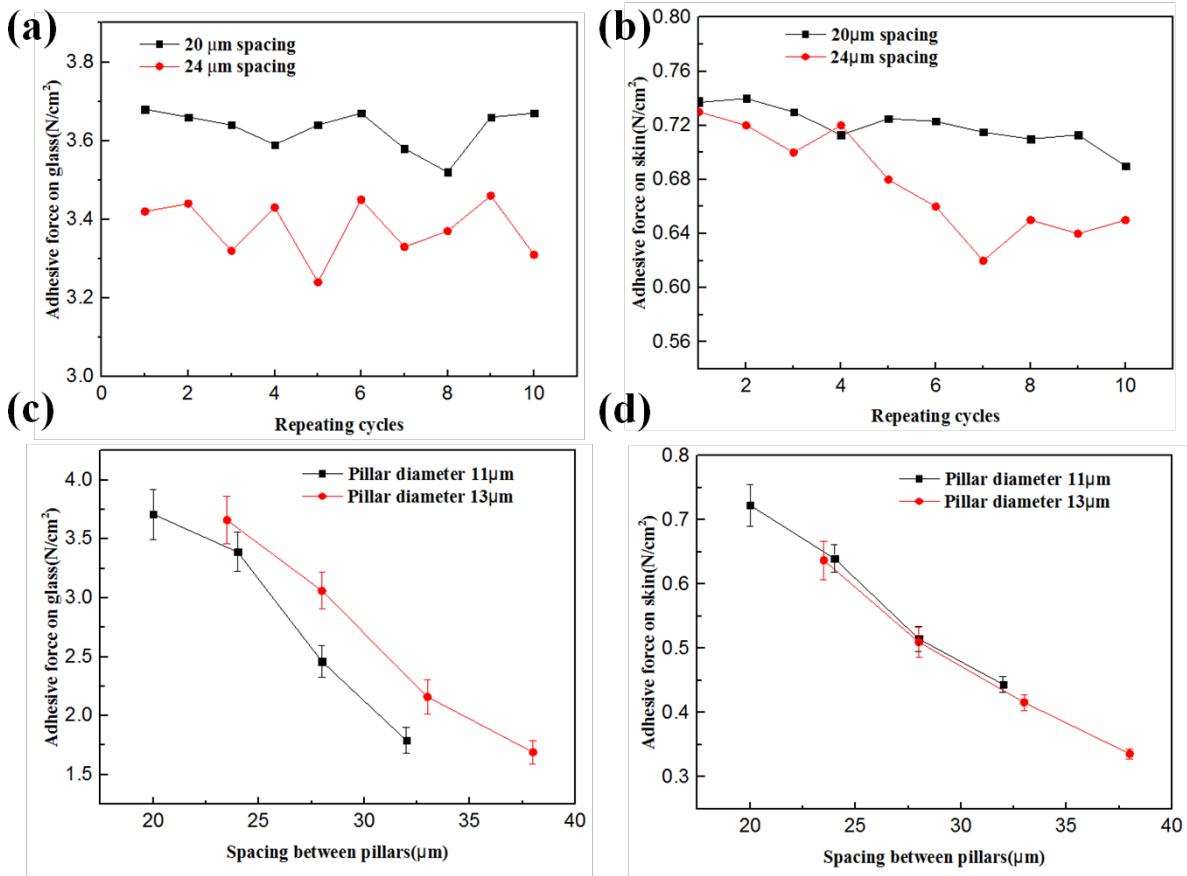 (a)
20 μm spacing
24 μm spacing
Adhesive force on glass(N/cm²)
3.8
3.6
3.4
3.2
3.0
0 2 4 6 8 10
Repeating cycles
(b)
20μm spacing
24μm spacing
Adhesive force on skin(N/cm²)
0.80
0.76
0.72
0.68
0.64
0.60
0.56
2 4 6 8 10
Repeating cycles
(c)
Pillar diameter 11μm
Pillar diameter 13μm
Adhesive force on glass(N/cm²)
4.0
3.5
3.0
2.5
2.0
1.5
20 25 30 35 40
Spacing between pillars(μm)
(d)
Pillar diameter 11μm
Pillar diameter 13μm
Adhesive force on skin(N/cm²)
0.8
0.7
0.6
0.5
0.4
0.3
20 25 30 35 40
Spacing between pillars(μm)